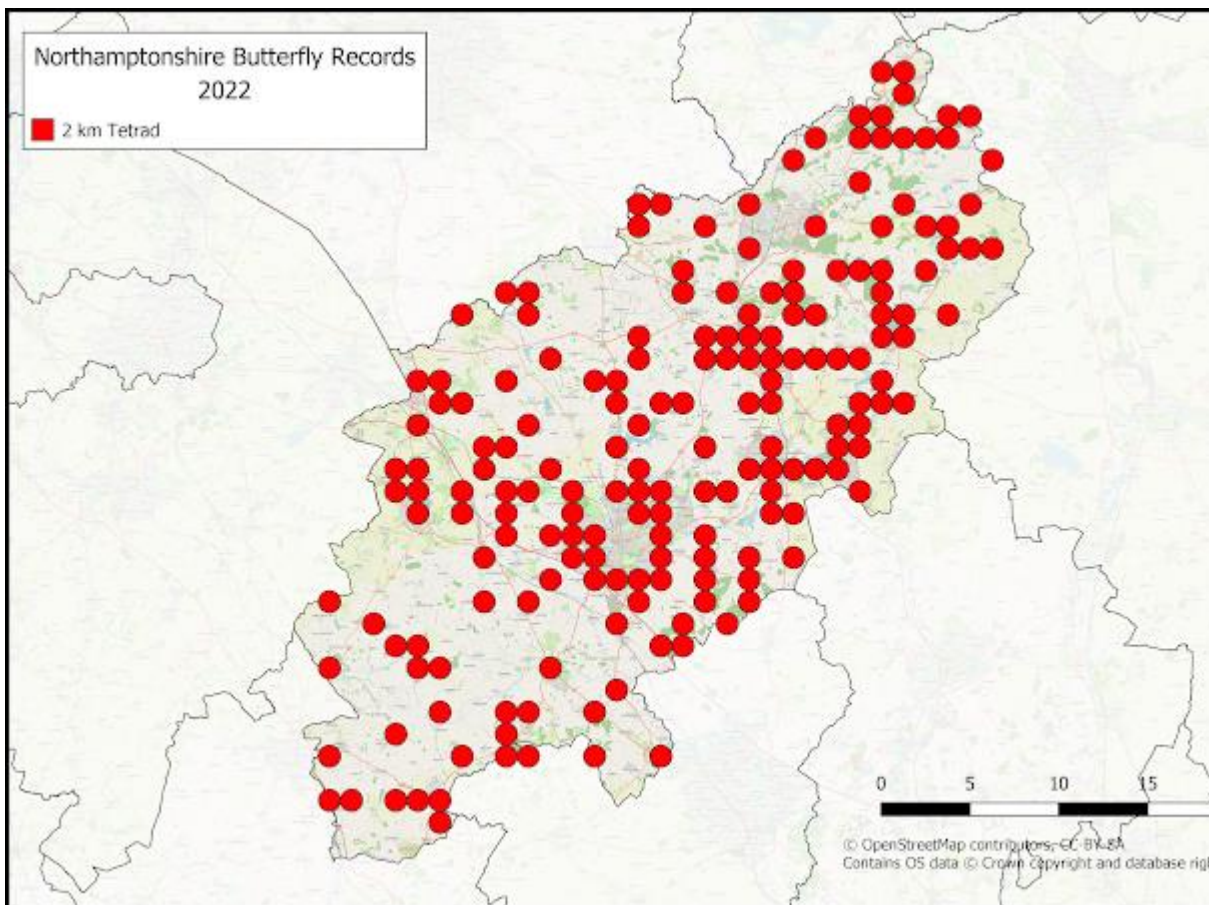 Northamptonshire Butterfly Records
2022
2 km Tetrad
0 5 10 15
© OpenStreetMap contributors, CC-BY-SA
Contains OS data © Crown copyright and database righ